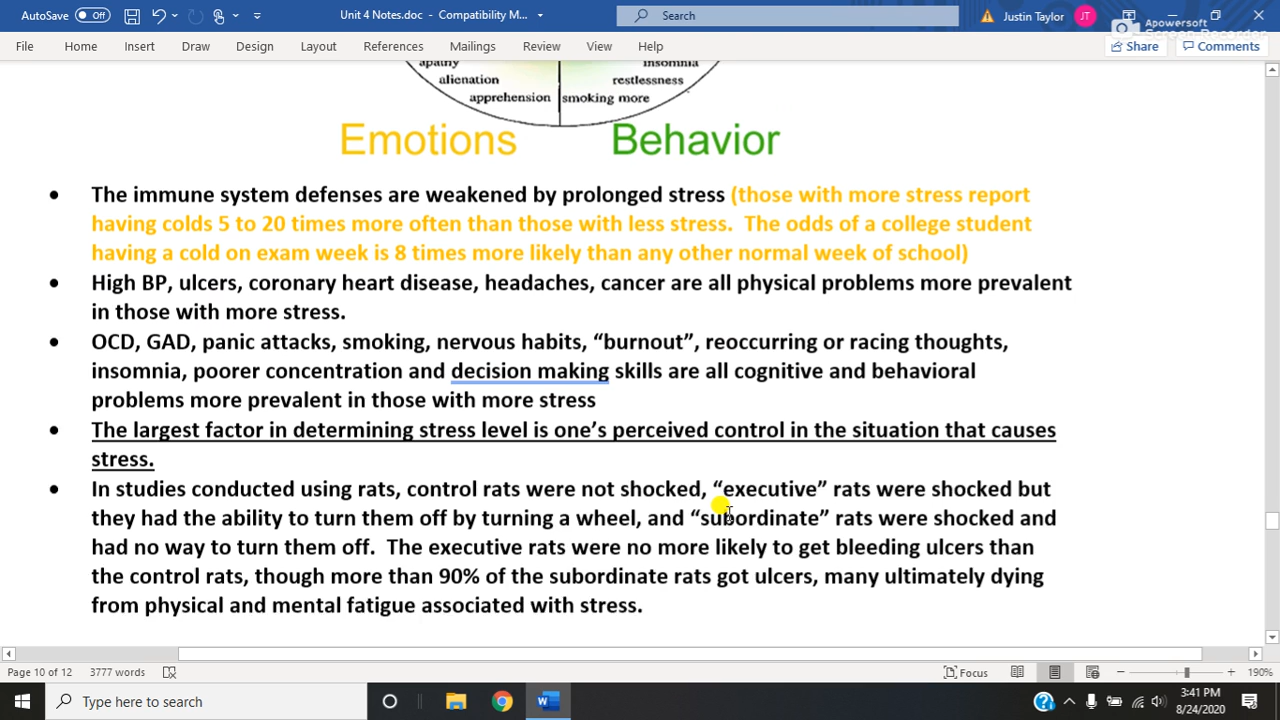 AutoSave Off Unit 4 Notes.doc - Compatibility M... Search Justin Taylor JT
Apowersoft
Screen Recorder
File Home Insert Draw Design Layout References Mailings Review View Help Share Comments
apathy insomnia
alienation restlessness
apprehension smoking more
Emotions Behavior
• The immune system defenses are weakened by prolonged stress (those with more stress report
having colds 5 to 20 times more often than those with less stress. The odds of a college student
having a cold on exam week is 8 times more likely than any other normal week of school)
• High BP, ulcers, coronary heart disease, headaches, cancer are all physical problems more prevalent
in those with more stress.
• OCD, GAD, panic attacks, smoking, nervous habits, “burnout”, reoccurring or racing thoughts,
insomnia, poorer concentration and decision making skills are all cognitive and behavioral
problems more prevalent in those with more stress
• The largest factor in determining stress level is one’s perceived control in the situation that causes
stress.
• In studies conducted using rats, control rats were not shocked, “executive” rats were shocked but
they had the ability to turn them off by turning a wheel, and “subordinate” rats were shocked and
had no way to turn them off. The executive rats were no more likely to get bleeding ulcers than
the control rats, though more than 90% of the subordinate rats got ulcers, many ultimately dying
from physical and mental fatigue associated with stress.
Page 10 of 12 3777 words Focus 190%
Type here to search 3:41 PM
8/24/2020